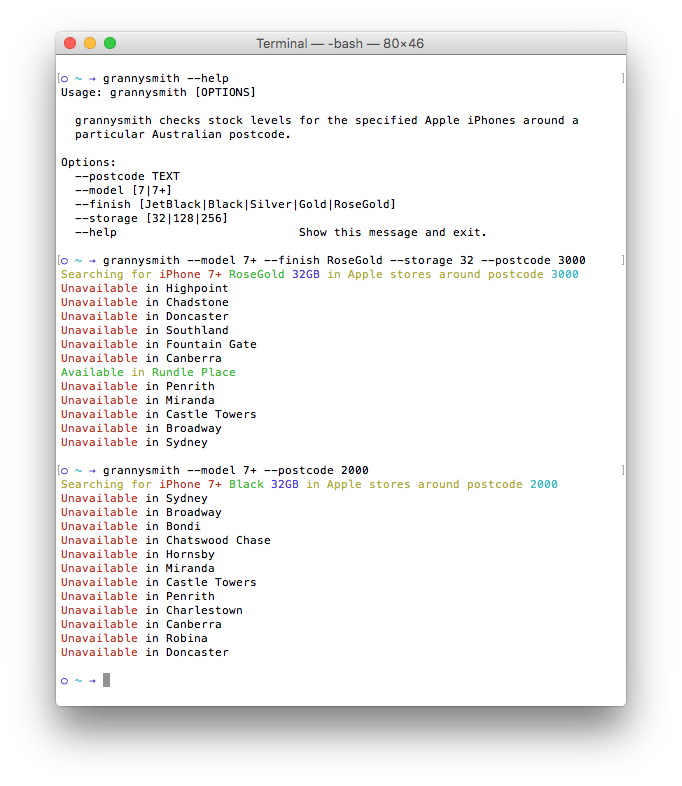 Terminal — -bash — 80×46
[○ ~ → grannysmith --help ]
Usage: grannysmith [OPTIONS]
grannysmith checks stock levels for the specified Apple iPhones around a
particular Australian postcode.
Options:
--postcode TEXT
--model [7|7+]
--finish [JetBlack|Black|Silver|Gold|RoseGold]
--storage [32|128|256]
--help Show this message and exit.
[○ ~ → grannysmith --model 7+ --finish RoseGold --storage 32 --postcode 3000 ]
Searching for iPhone 7+ RoseGold 32GB in Apple stores around postcode 3000
Unavailable in Highpoint
Unavailable in Chadstone
Unavailable in Doncaster
Unavailable in Southland
Unavailable in Fountain Gate
Unavailable in Canberra
Available in Rundle Place
Unavailable in Penrith
Unavailable in Miranda
Unavailable in Castle Towers
Unavailable in Broadway
Unavailable in Sydney
[○ ~ → grannysmith --model 7+ --postcode 2000 ]
Searching for iPhone 7+ Black 32GB in Apple stores around postcode 2000
Unavailable in Sydney
Unavailable in Broadway
Unavailable in Bondi
Unavailable in Chatswood Chase
Unavailable in Hornsby
Unavailable in Miranda
Unavailable in Castle Towers
Unavailable in Penrith
Unavailable in Charlestown
Unavailable in Canberra
Unavailable in Robina
Unavailable in Doncaster
○ ~ →